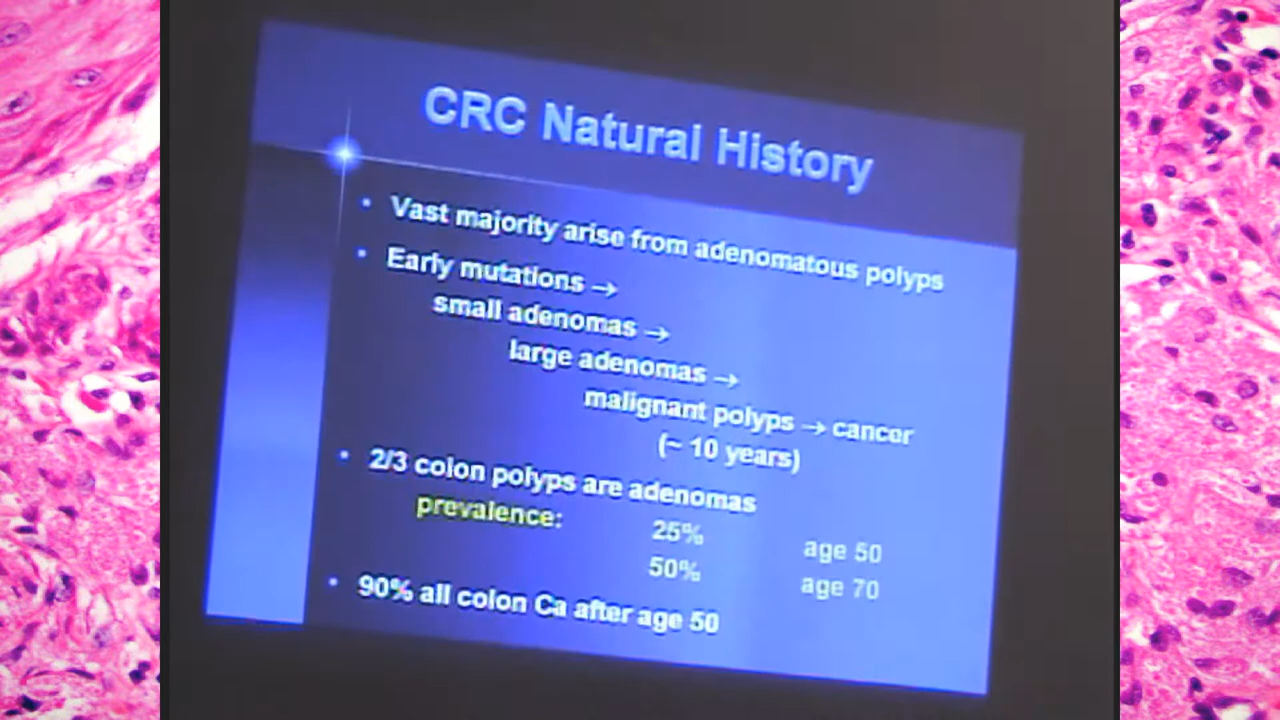 CRC Natural History
• Vast majority arise from adenomatous polyps
• Early mutations →
small adenomas →
large adenomas →
malignant polyps → cancer
(~ 10 years)
• 2/3 colon polyps are adenomas
prevalence: 25% age 50
50% age 70
• 90% all colon Ca after age 50